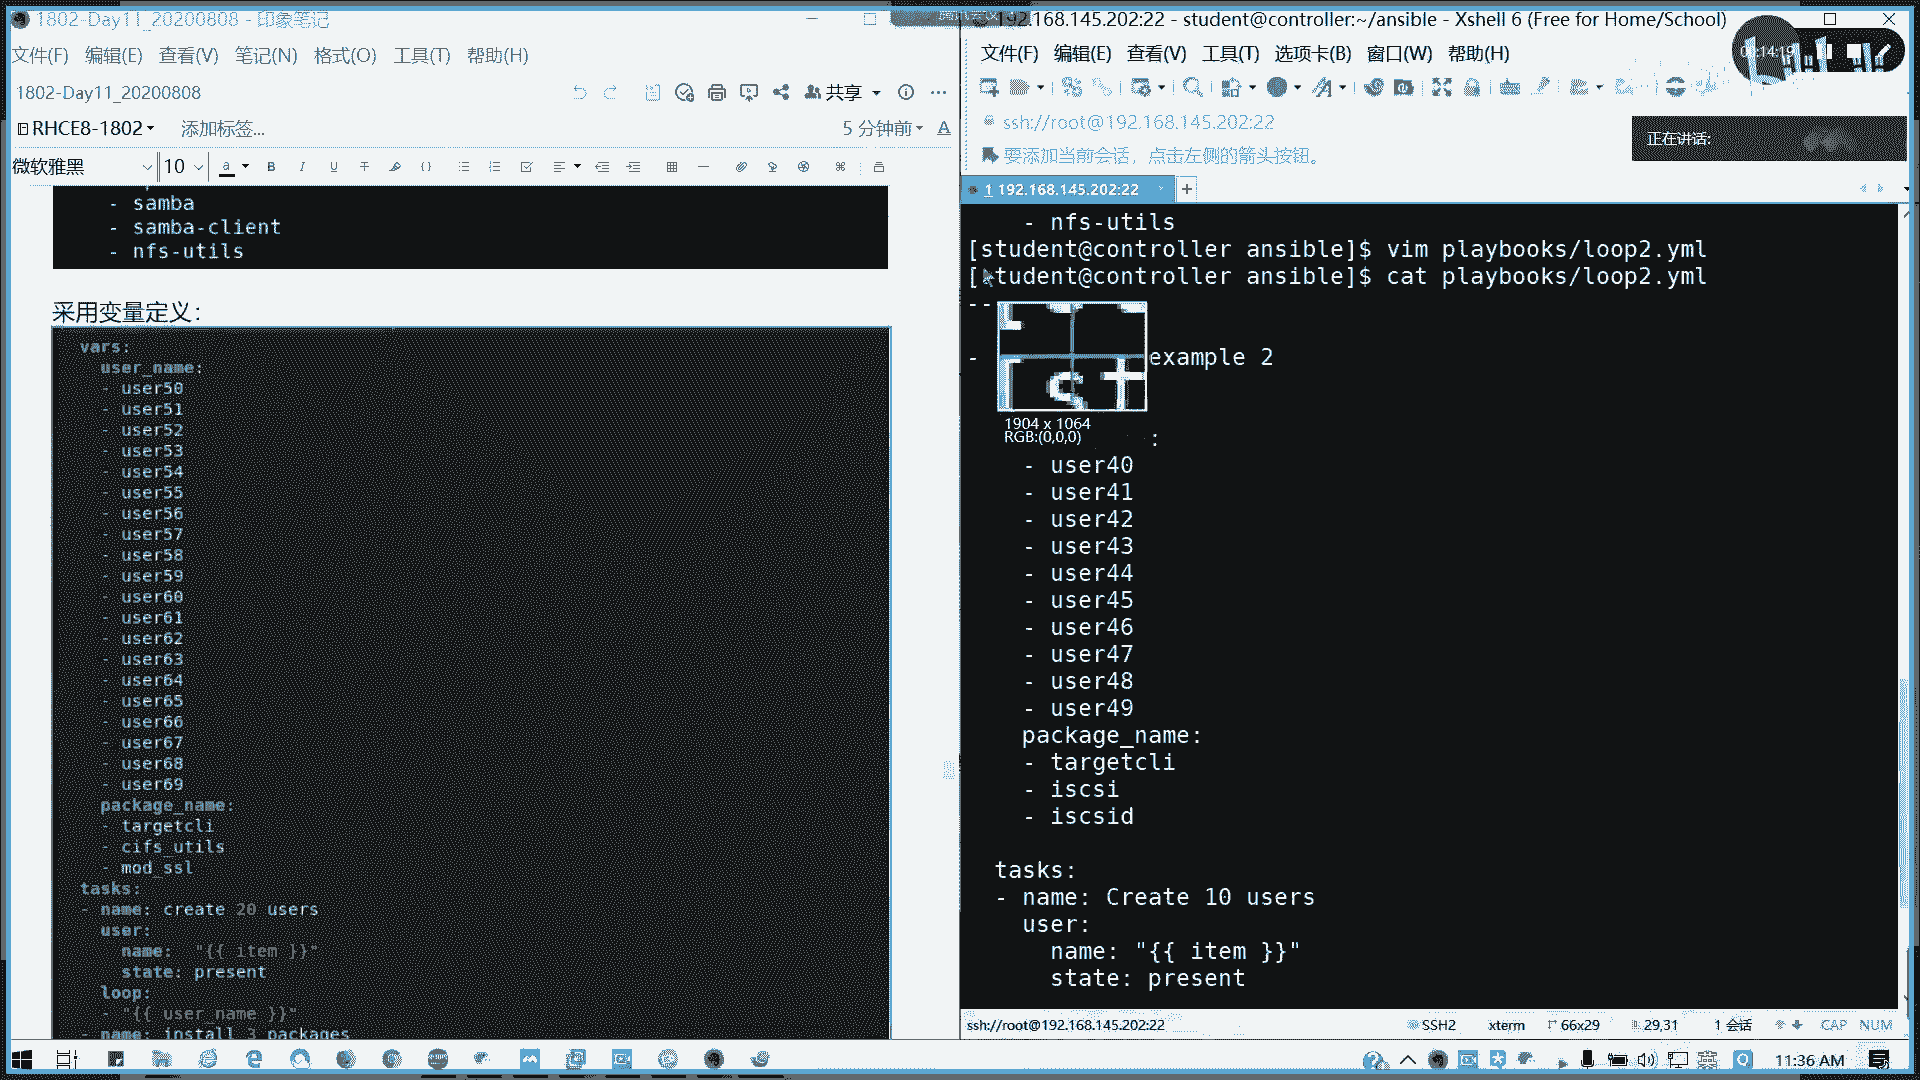 1802-Day11_20200808 - 印象笔记
文件(F) 编辑(E) 查看(V) 笔记(N) 格式(O) 工具(T) 帮助(H)
1802-Day11_20200808
共享
RHCE8-1802
添加标签...
5 分钟前
微软雅黑
10
- samba
- samba-client
- nfs-utils
采用变量定义:
vars:
user_name:
- user50
- user51
- user52
- user53
- user54
- user55
- user56
- user57
- user58
- user59
- user60
- user61
- user62
- user63
- user64
- user65
- user66
- user67
- user68
- user69
package_name:
- targetcli
- cifs_utils
- mod_ssl
tasks:
- name: create 20 users
user:
name: "{{ item }}"
state: present
loop:
- "{{ user_name }}"
- name: install 3 packages
192.168.145.202:22 - student@controller:~/ansible - Xshell 6 (Free for Home/School)
文件(F) 编辑(E) 查看(V) 工具(T) 选项卡(B) 窗口(W) 帮助(H)
ssh://root@192.168.145.202:22
要添加当前会话，点击左侧的箭头按钮。
正在讲话:
1 192.168.145.202:22
- nfs-utils
[student@controller ansible]$ vim playbooks/loop2.yml
[student@controller ansible]$ cat playbooks/loop2.yml
--
- example 2
1904 x 1064
RGB:(0,0,0)
:
- user40
- user41
- user42
- user43
- user44
- user45
- user46
- user47
- user48
- user49
package_name:
- targetcli
- iscsi
- iscsid
tasks:
- name: Create 10 users
user:
name: "{{ item }}"
state: present
ssh://root@192.168.145.202:22
SSH2
xterm
66x29
29,31
1 会话
CAP NUM
11:36 AM